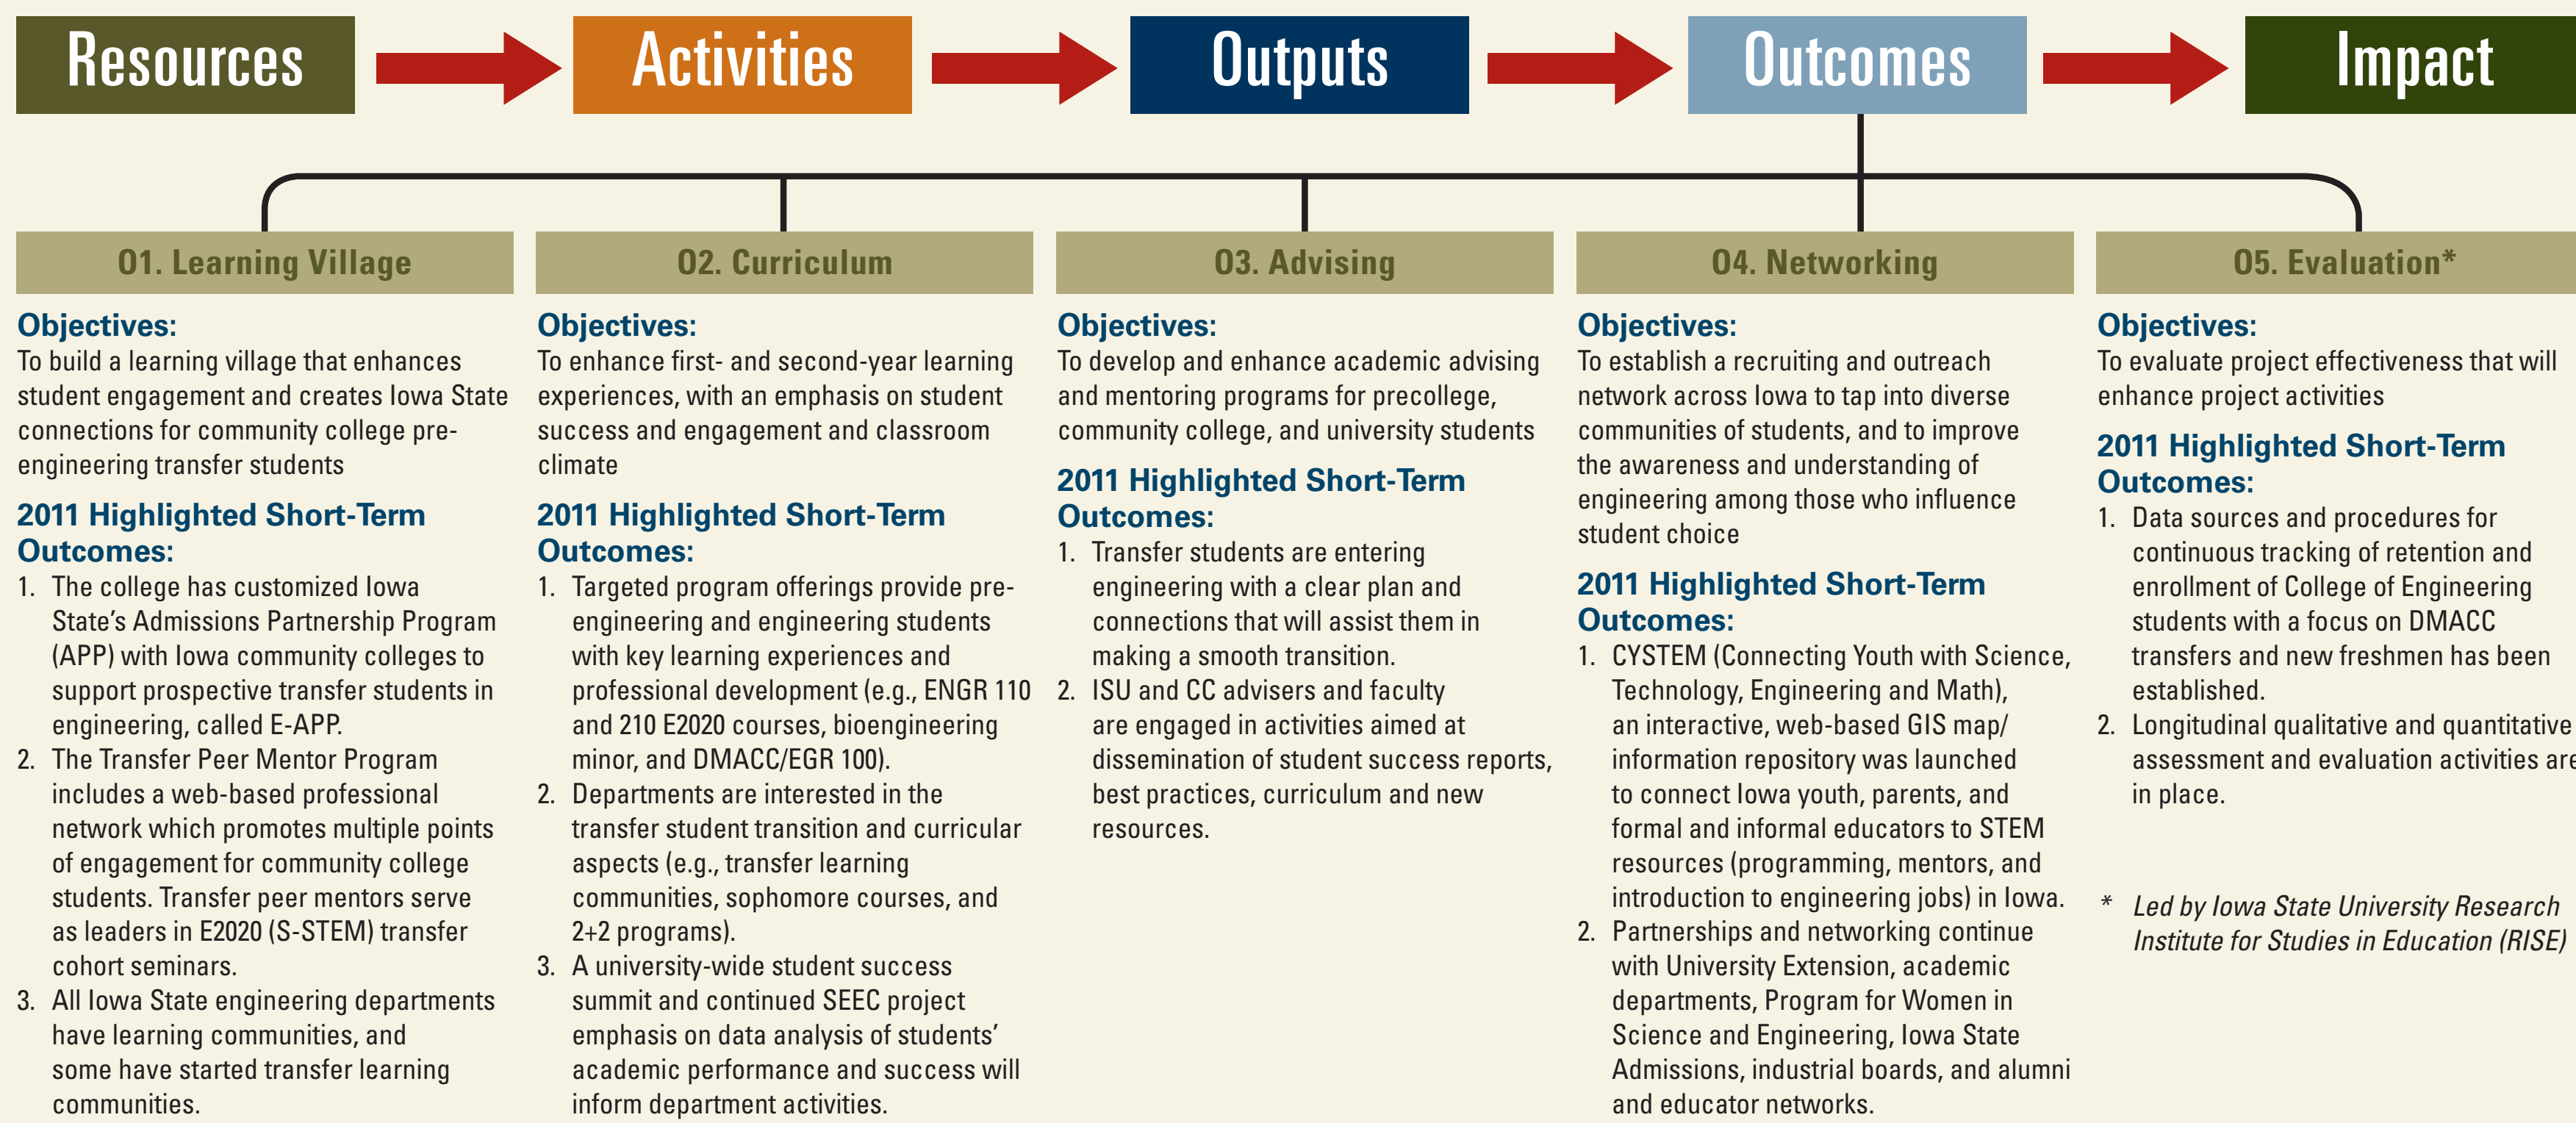 Resources
Activities
Outputs
Outcomes
Impact
O1. Learning Village
Objectives:
To build a learning village that enhances
student engagement and creates Iowa State
connections for community college pre-
engineering transfer students
2011 Highlighted Short-Term
Outcomes:
1. The college has customized Iowa
State’s Admissions Partnership Program
(APP) with Iowa community colleges to
support prospective transfer students in
engineering, called E-APP.
2. The Transfer Peer Mentor Program
includes a web-based professional
network which promotes multiple points
of engagement for community college
students. Transfer peer mentors serve
as leaders in E2020 (S-STEM) transfer
cohort seminars.
3. All Iowa State engineering departments
have learning communities, and
some have started transfer learning
communities.
O2. Curriculum
Objectives:
To enhance first- and second-year learning
experiences, with an emphasis on student
success and engagement and classroom
climate
2011 Highlighted Short-Term
Outcomes:
1. Targeted program offerings provide pre-
engineering and engineering students
with key learning experiences and
professional development (e.g., ENGR 110
and 210 E2020 courses, bioengineering
minor, and DMACC/EGR 100).
2. Departments are interested in the
transfer student transition and curricular
aspects (e.g., transfer learning
communities, sophomore courses, and
2+2 programs).
3. A university-wide student success
summit and continued SEEC project
emphasis on data analysis of students’
academic performance and success will
inform department activities.
O3. Advising
Objectives:
To develop and enhance academic advising
and mentoring programs for precollege,
community college, and university students
2011 Highlighted Short-Term
Outcomes:
1. Transfer students are entering
engineering with a clear plan and
connections that will assist them in
making a smooth transition.
2. ISU and CC advisers and faculty
are engaged in activities aimed at
dissemination of student success reports,
best practices, curriculum and new
resources.
O4. Networking
Objectives:
To establish a recruiting and outreach
network across Iowa to tap into diverse
communities of students, and to improve
the awareness and understanding of
engineering among those who influence
student choice
2011 Highlighted Short-Term
Outcomes:
1. CYSTEM (Connecting Youth with Science,
Technology, Engineering and Math),
an interactive, web-based GIS map/
information repository was launched
to connect Iowa youth, parents, and
formal and informal educators to STEM
resources (programming, mentors, and
introduction to engineering jobs) in Iowa.
2. Partnerships and networking continue
with University Extension, academic
departments, Program for Women in
Science and Engineering, Iowa State
Admissions, industrial boards, and alumni
and educator networks.
O5. Evaluation*
Objectives:
To evaluate project effectiveness that will
enhance project activities
2011 Highlighted Short-Term
Outcomes:
1. Data sources and procedures for
continuous tracking of retention and
enrollment of College of Engineering
students with a focus on DMACC
transfers and new freshmen has been
established.
2. Longitudinal qualitative and quantitative
assessment and evaluation activities are
in place.
* Led by Iowa State University Research
Institute for Studies in Education (RISE)